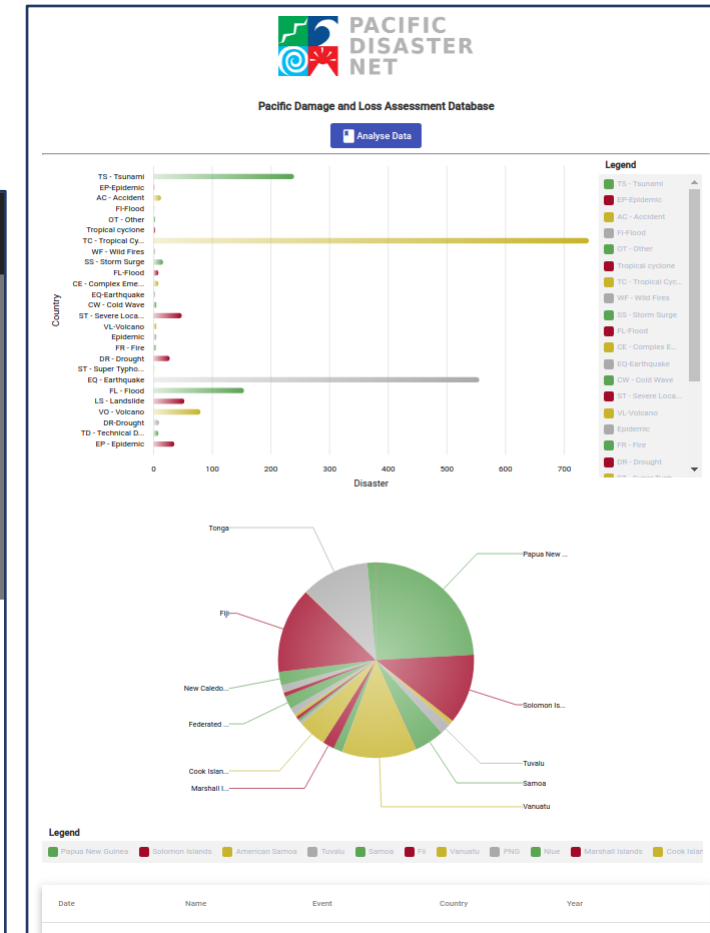 PACIFIC
DISASTER
NET
Pacific Damage and Loss Assessment Database
Analyse Data
TS - Tsunami
EP-Epidemic
AC - Accident
FI-Flood
OT - Other
Tropical cyclone
TC - Tropical Cy...
WF - Wild Fires
SS - Storm Surge
FL-Flood
CE - Complex Eme...
EQ-Earthquake
CW - Cold Wave
ST - Severe Loca...
VL-Volcano
Epidemic
FR - Fire
DR - Drought
ST - Super Typho...
EQ - Earthquake
FL - Flood
LS - Landslide
VO - Volcano
DR-Drought
TD - Technical D...
EP - Epidemic
Country
0 100 200 300 400 500 600 700
Disaster
Legend
TS - Tsunami
EP-Epidemic
AC - Accident
FI-Flood
OT - Other
Tropical cyclone
TC - Tropical Cyc...
WF - Wild Fires
SS - Storm Surge
FL-Flood
CE - Complex E...
EQ-Earthquake
CW - Cold Wave
ST - Severe Loca...
VL-Volcano
Epidemic
FR - Fire
DR - Drought
Tonga
Papua New ...
Fiji
Solomon Is...
New Caledo...
Federated ...
Tuvalu
Cook Islan...
Samoa
Marshall I...
Vanuatu
Legend
Papua New Guinea Solomon Islands American Samoa Tuvalu Samoa Fii Vanuatu PNG Niue Marshall Islands Cook Islan
Date Name Event Country Year